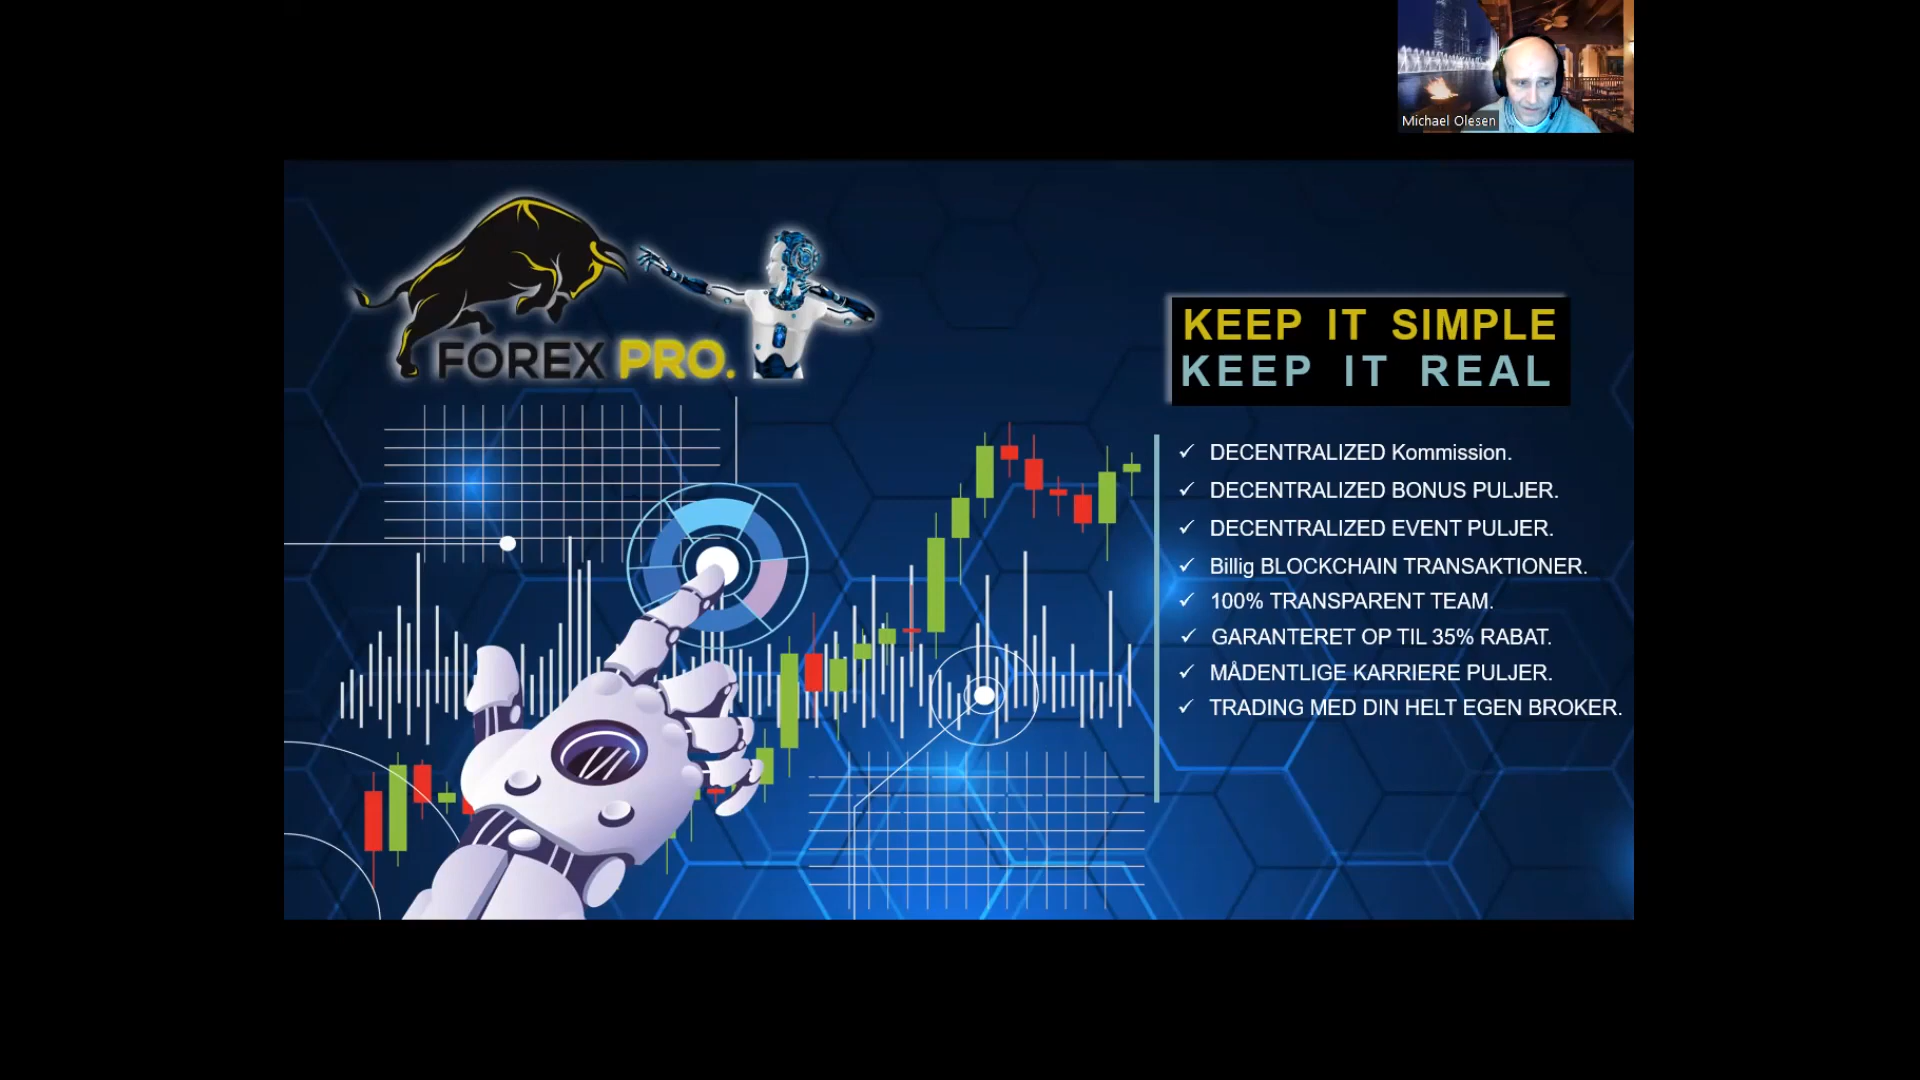 Michael Olesen
FOREX PRO.
KEEP IT SIMPLE
KEEP IT REAL
✓ DECENTRALIZED Kommission.
✓ DECENTRALIZED BONUS PULJER.
✓ DECENTRALIZED EVENT PULJER.
✓ Billig BLOCKCHAIN TRANSAKTIONER.
✓ 100% TRANSPARENT TEAM.
✓ GARANTERET OP TIL 35% RABAT.
✓ MÅDENTLIGE KARRIERE PULJER.
✓ TRADING MED DIN HELT EGEN BROKER.